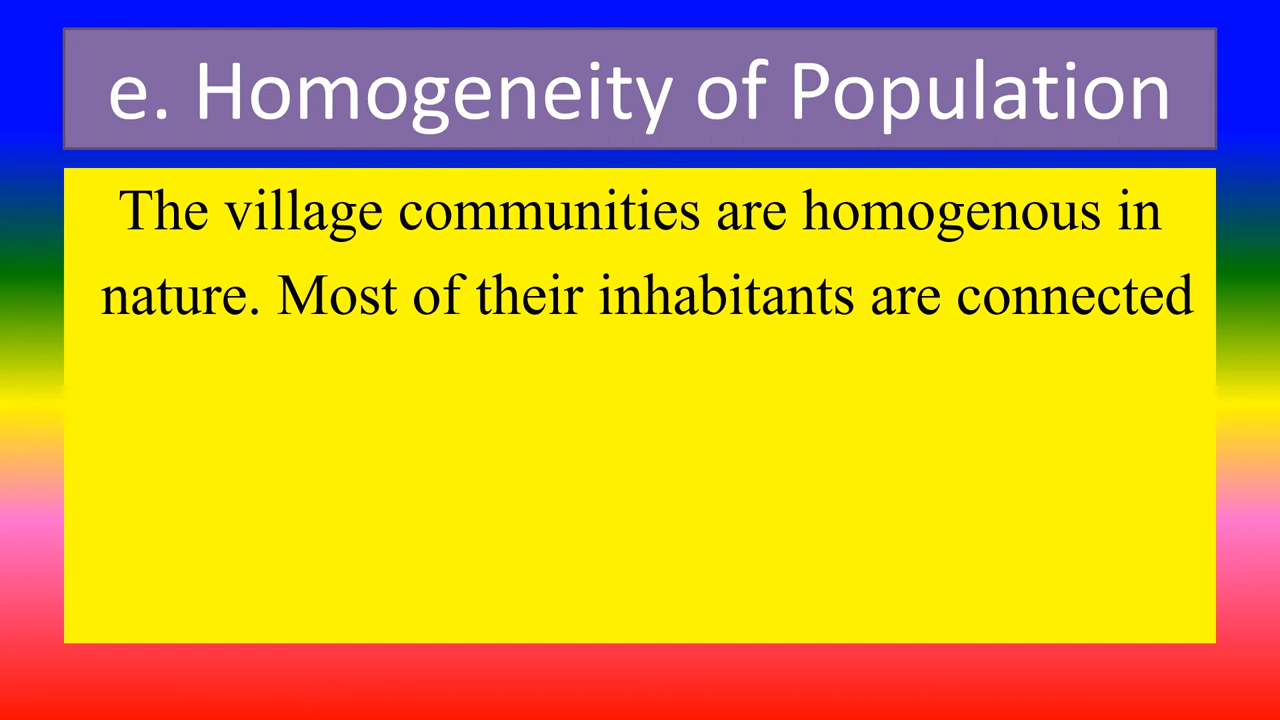 e. Homogeneity of Population
The village communities are homogenous in
nature. Most of their inhabitants are connected